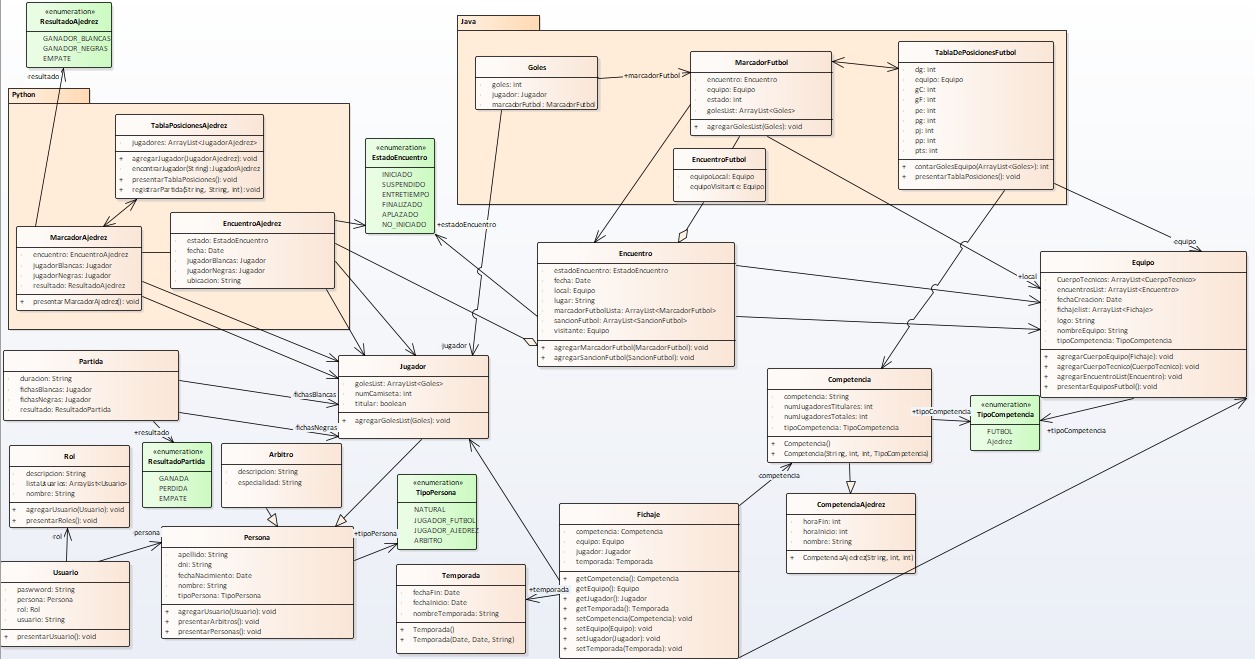 «enumeration»
ResultadoAjedrez
GANADOR_BLANCAS
GANADOR_NEGRAS
EMPATE
resultado
Python
TablaPosicionesAjedrez
jugadores: ArrayList<JugadorAjedrez>
+ agregarJugador(JugadorAjedrez): void
encontrarJugador(String): JugadorAjedrez
+ presentarTablaPosiciones(): void
+ registrarPartida(String, String, int): void
MarcadorAjedrez
encuentro: EncuentroAjedrez
jugadorBlancas: Jugador
jugadorNegras: Jugador
resultado: ResultadoAjedrez
+ presentarMarcadorAjedrez(): void
EncuentroAjedrez
estado: EstadoEncuentro
fecha: Date
jugadorBlancas: Jugador
jugadorNegras: Jugador
ubicacion: String
«enumeration»
EstadoEncuentro
INICIADO
SUSPENDIDO
ENTRETIEMPO
FINALIZADO
APLAZADO
NO_INICIADO
+estadoEncuentro
Java
Goles
goles: int
jugador: Jugador
marcadorFutbol: MarcadorFutbol
+marcadorFutbol
MarcadorFutbol
encuentro: Encuentro
equipo: Equipo
estado: int
golesList: ArrayList<Goles>
+ agregarGolesList(Goles): void
EncuentroFutbol
equipoLocal: Equipo
equipoVisitante: Equipo
TablaDePosicionesFutbol
dg: int
equipo: Equipo
gC: int
gF: int
pe: int
pg: int
pj: int
pp: int
pts: int
+ contarGolesEquipo(ArrayList<Goles>): int
+ presentarTablaPosiciones(): void
equipo
+local
Encuentro
estadoEncuentro: EstadoEncuentro
fecha: Date
local: Equipo
lugar: String
marcadorFutbolLista: ArrayList<MarcadorFutbol>
sancionFutbol: ArrayList<SancionFutbol>
visitante: Equipo
+ agregarMarcadorFutbol(MarcadorFutbol): void
+ agregarSancionFutbol(SancionFutbol): void
Equipo
CuerpoTecnicos: ArrayList<CuerpoTecnico>
encuentrosList: ArrayList<Encuentro>
fechaCreacion: Date
fichajelist: ArrayList<Fichaje>
logo: String
nombreEquipo: String
tipoCompetencia: TipoCompetencia
+ agregarCuerpoEquipo(Fichaje): void
+ agregarCuerpoTecnico(CuerpoTecnico): void
+ agregarEncuentroList(Encuentro): void
+ presentarEquiposFutbol(): void
jugador
Partida
duracion: String
fichasBlancas: Jugador
fichasNegras: Jugador
resultado: ResultadoPartida
fichasBlancas
fichasNegras
+resultado
Jugador
golesList: ArrayList<Goles>
numCamiseta: int
titular: boolean
+ agregarGolesList(Goles): void
Competencia
competencia: String
numJugadoresTitulares: int
numJugadoresTotales: int
tipoCompetencia: TipoCompetencia
+ Competencia()
+ Competencia(String, int, int, TipoCompetencia)
+tipoCompetencia
«enumeration»
TipoCompetencia
FUTBOL
Ajedrez
+tipoCompetencia
competencia
Rol
descripcion: String
listaUsuarios: ArrayList<Usuario>
nombre: String
+ agregarUsuario(Usuario): void
+ presentarRoles(): void
rol
«enumeration»
ResultadoPartida
GANADA
PERDIDA
EMPATE
Arbitro
descripcion: String
especialidad: String
«enumeration»
TipoPersona
NATURAL
JUGADOR_FUTBOL
JUGADOR_AJEDREZ
ARBITRO
+tipoPersona
persona
Persona
apellido: String
dni: String
fechaNacimiento: Date
nombre: String
tipoPersona: TipoPersona
+ agregarUsuario(Usuario): void
+ presentarArbitros(): void
+ presentarPersonas(): void
Usuario
paswword: String
persona: Persona
rol: Rol
usuario: String
+ presentarUsuario(): void
Temporada
fechaFin: Date
fechaInicio: Date
nombreTemporada: String
+ Temporada()
+ Temporada(Date, Date, String)
+temporada
Fichaje
competencia: Competencia
equipo: Equipo
jugador: Jugador
temporada: Temporada
+ getCompetencia(): Competencia
+ getEquipo(): Equipo
+ getJugador(): Jugador
+ getTemporada(): Temporada
+ setCompetencia(Competencia): void
+ setEquipo(Equipo): void
+ setJugador(Jugador): void
+ setTemporada(Temporada): void
CompetenciaAjedrez
horaFin: int
horaInicio: int
nombre: String
+ CompetenciaAjedrez(String, int, int)